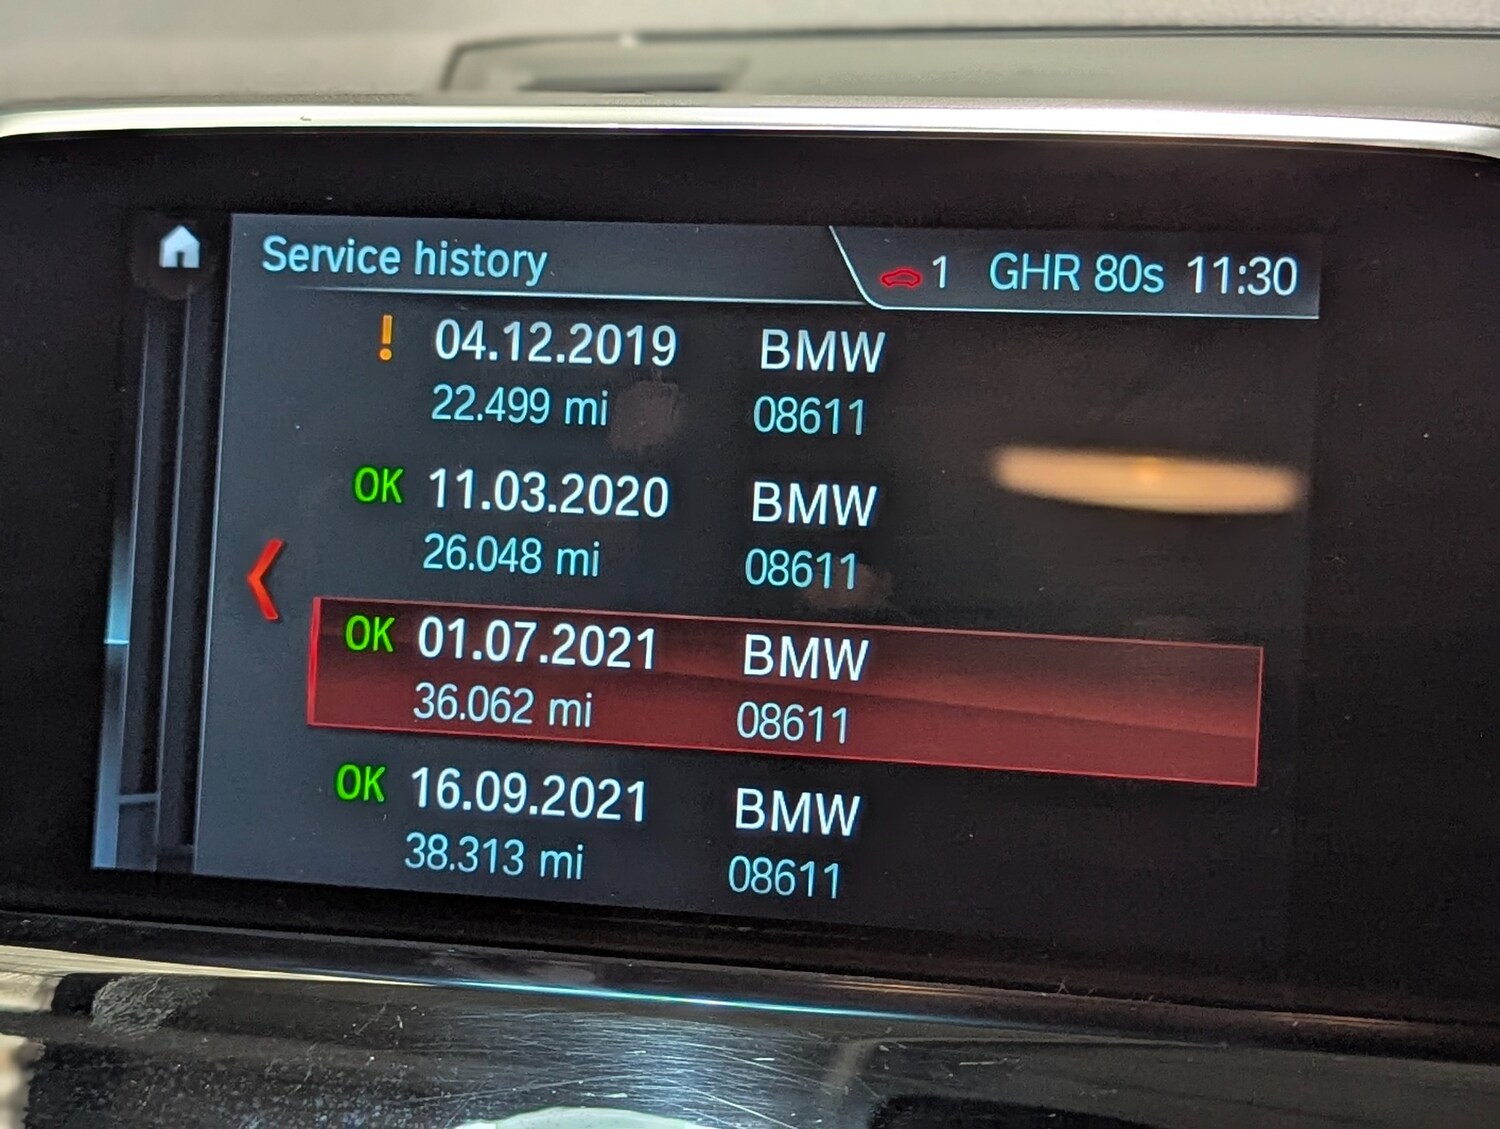 Service history 1 GHR 80s 11:30
! 04.12.2019 BMW
22.499 mi 08611
OK 11.03.2020 BMW
26.048 mi 08611
OK 01.07.2021 BMW
36.062 mi 08611
OK 16.09.2021 BMW
38.313 mi 08611